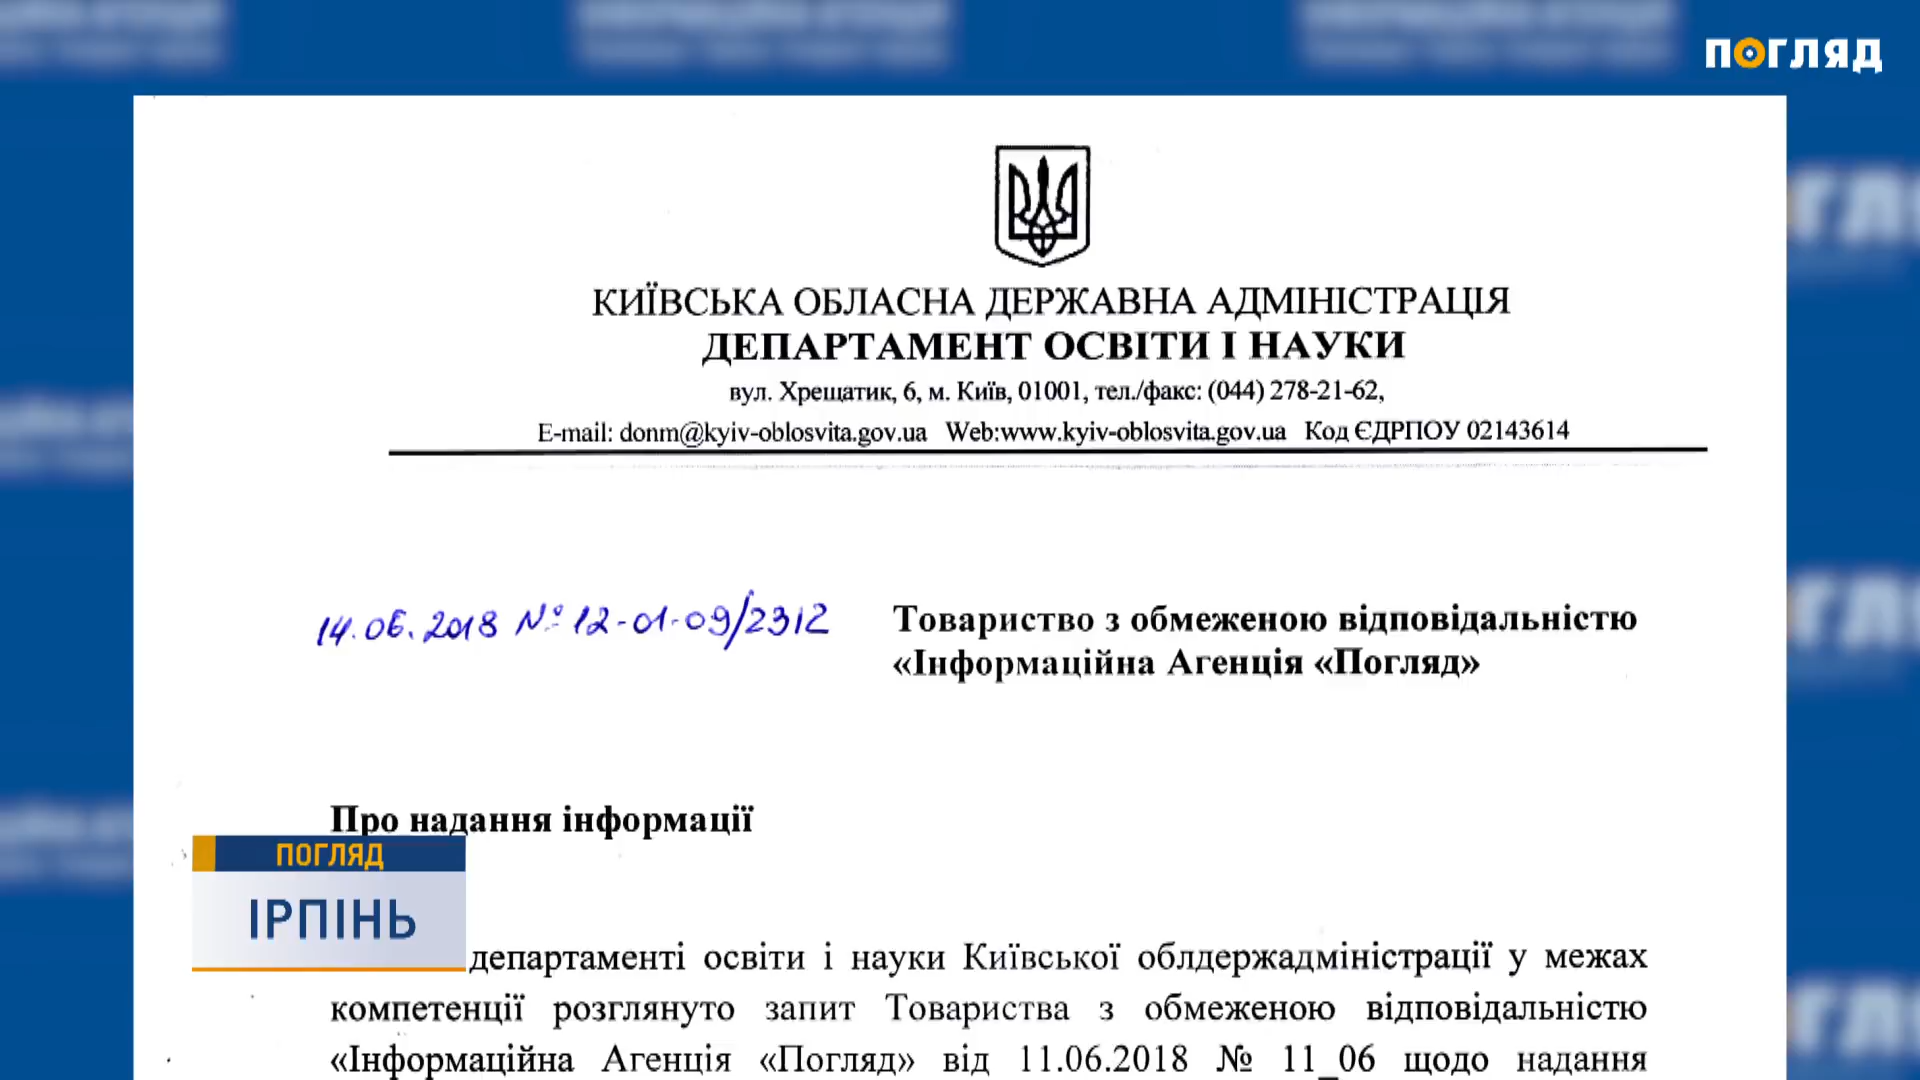 ПОГЛЯД
КИЇВСЬКА ОБЛАСНА ДЕРЖАВНА АДМІНІСТРАЦІЯ
ДЕПАРТАМЕНТ ОСВІТИ І НАУКИ
вул. Хрещатик, 6, м. Київ, 01001, тел./факс: (044) 278-21-62,
E-mail: donm@kyiv-oblosvita.gov.ua Web:www.kyiv-oblosvita.gov.ua Код ЄДРПОУ 02143614
14.06.2018 № 12-01-09/2312
Товариство з обмеженою відповідальністю
«Інформаційна Агенція «Погляд»
Про надання інформації
ПОГЛЯД
ІРПІНЬ
департаменті освіти і науки Київської облдержадміністрації у межах
компетенції розглянуто запит Товариства з обмеженою відповідальністю
«Інформаційна Агенція «Погляд» від 11.06.2018 № 11_06 щодо надання